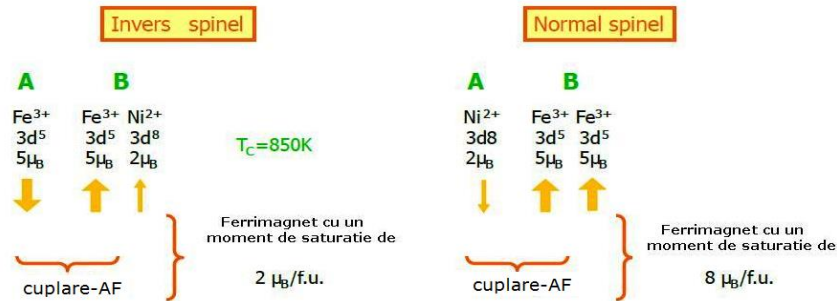 Invers spinel
A B
Fe³⁺ Fe³⁺ Ni²⁺
3d⁵ 3d⁵ 3d⁸
5μB 5μB 2μB
TC=850K
Ferrimagnet cu un
moment de saturatie de
2 μB/f.u.
cuplare-AF
Normal spinel
A B
Ni²⁺ Fe³⁺ Fe³⁺
3d8 3d⁵ 3d⁵
2μB 5μB 5μB
Ferrimagnet cu un
moment de saturatie de
8 μB/f.u.
cuplare-AF